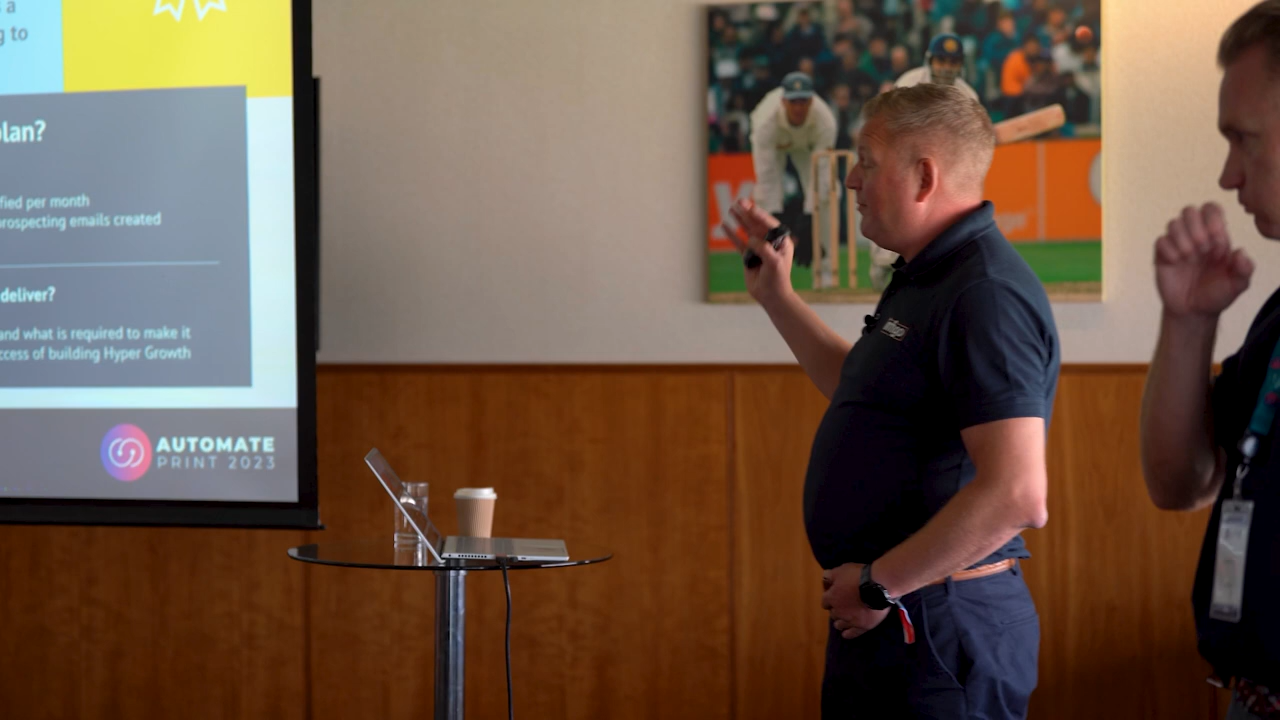 s a
g to
plan?
fied per month
prospecting emails created
deliver?
and what is required to make it
ccess of building Hyper Growth
AUTOMATE
PRINT 2023